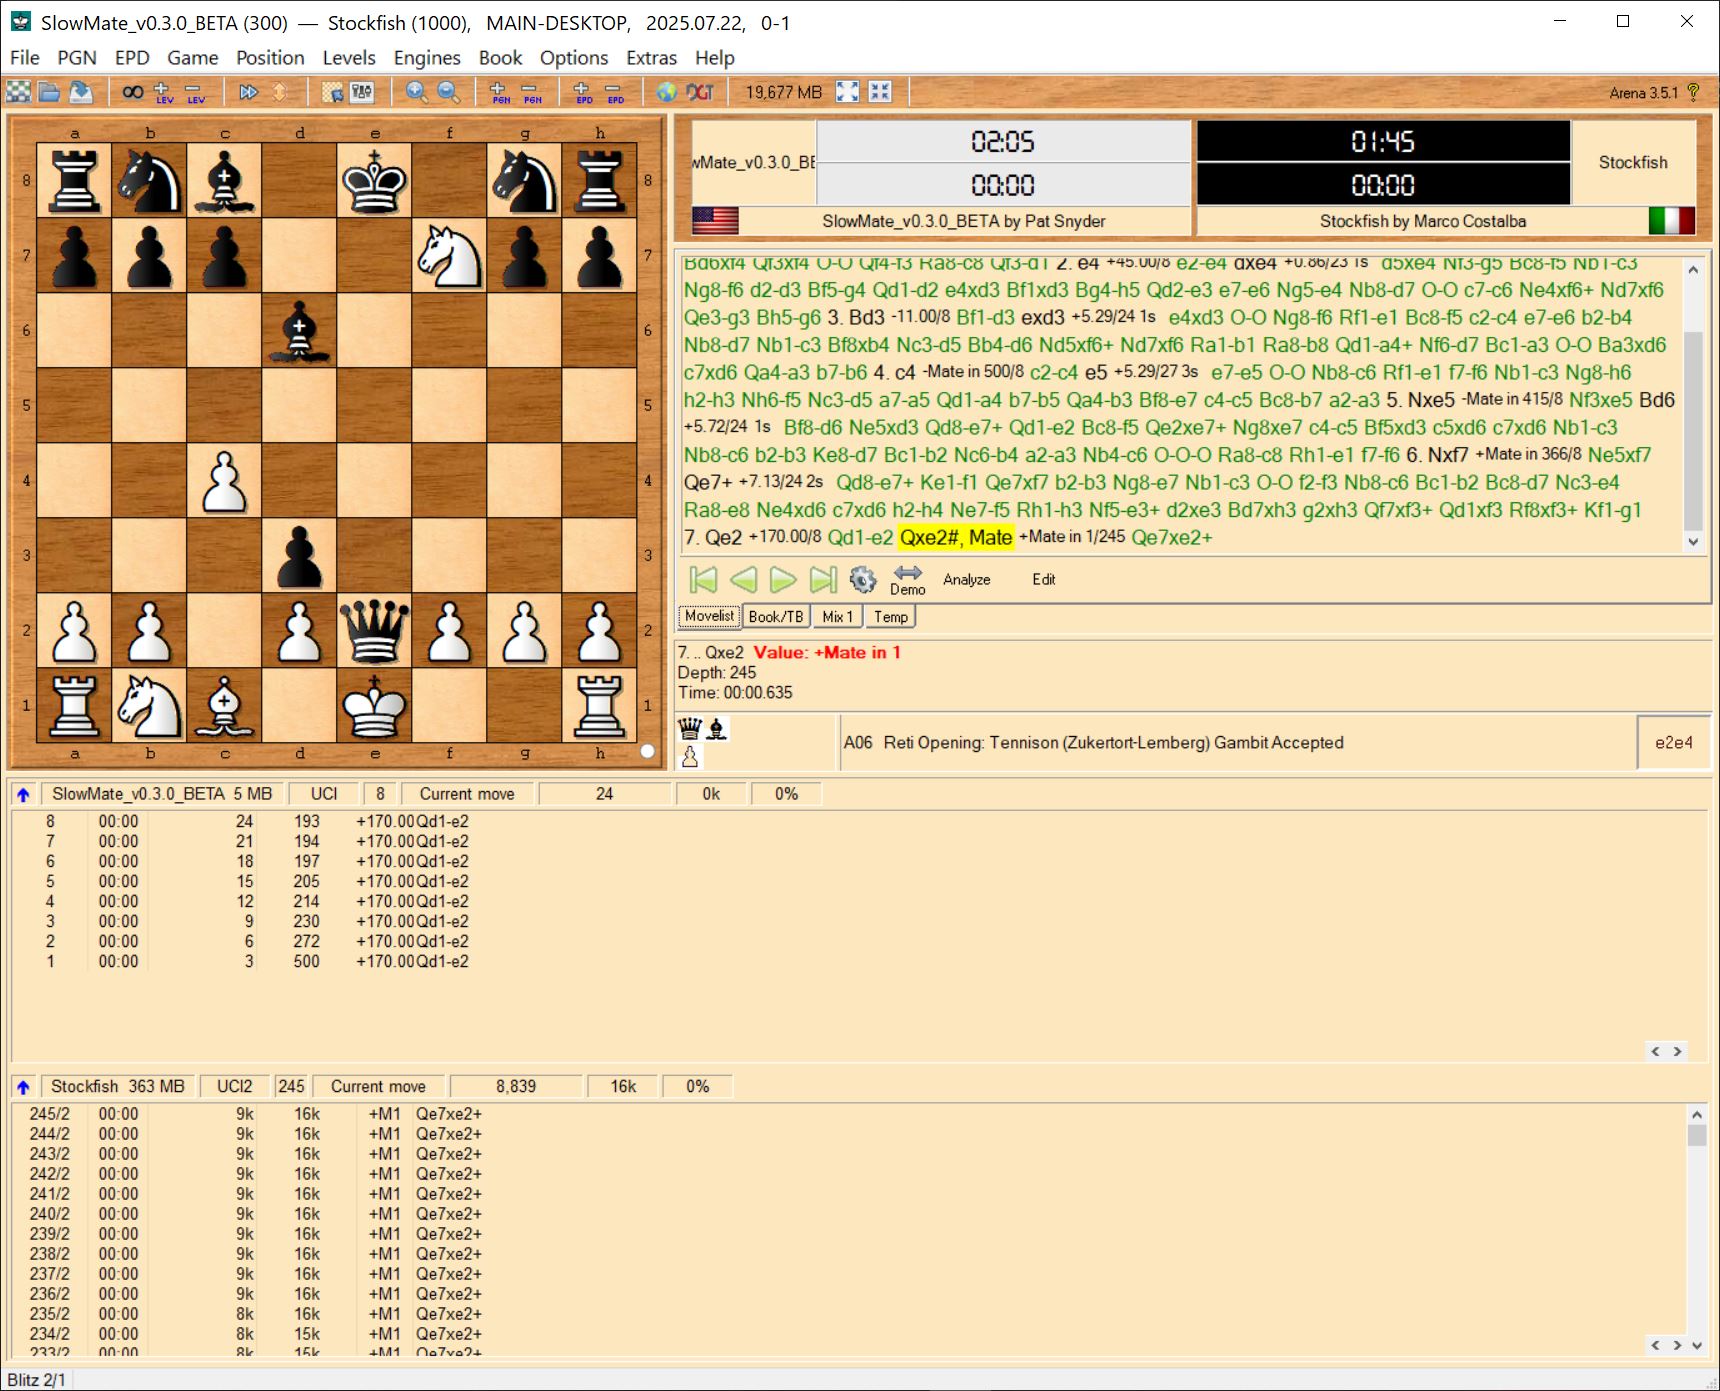 SlowMate_v0.3.0_BETA (300) — Stockfish (1000), MAIN-DESKTOP, 2025.07.22, 0-1
File PGN EPD Game Position Levels Engines Book Options Extras Help
LEV LEV PGN PGN EPD EPD DGT 19,677 MB Arena 3.5.1
a b c d e f g h
8 8
7 7
6 6
5 5
4 4
3 3
2 2
1 1
a b c d e f g h
wMate_v0.3.0_BE 02:05 01:45 Stockfish
00:00 00:00
SlowMate_v0.3.0_BETA by Pat Snyder Stockfish by Marco Costalba
Bd6xf4 Qf3xf4 O-O Qf4-f3 Ra8-c8 Qf3-d1 2. e4 +45.00/8 e2-e4 dxe4 +0.86/23 1s d5xe4 Nf3-g5 Bc8-f5 Nb1-c3
Ng8-f6 d2-d3 Bf5-g4 Qd1-d2 e4xd3 Bf1xd3 Bg4-h5 Qd2-e3 e7-e6 Ng5-e4 Nb8-d7 O-O c7-c6 Ne4xf6+ Nd7xf6
Qe3-g3 Bh5-g6 3. Bd3 -11.00/8 Bf1-d3 exd3 +5.29/24 1s e4xd3 O-O Ng8-f6 Rf1-e1 Bc8-f5 c2-c4 e7-e6 b2-b4
Nb8-d7 Nb1-c3 Bf8xb4 Nc3-d5 Bb4-d6 Nd5xf6+ Nd7xf6 Ra1-b1 Ra8-b8 Qd1-a4+ Nf6-d7 Bc1-a3 O-O Ba3xd6
c7xd6 Qa4-a3 b7-b6 4. c4 -Mate in 500/8 c2-c4 e5 +5.29/27 3s e7-e5 O-O Nb8-c6 Rf1-e1 f7-f6 Nb1-c3 Ng8-h6
h2-h3 Nh6-f5 Nc3-d5 a7-a5 Qd1-a4 b7-b5 Qa4-b3 Bf8-e7 c4-c5 Bc8-b7 a2-a3 5. Nxe5 -Mate in 415/8 Nf3xe5 Bd6
+5.72/24 1s Bf8-d6 Ne5xd3 Qd8-e7+ Qd1-e2 Bc8-f5 Qe2xe7+ Ng8xe7 c4-c5 Bf5xd3 c5xd6 c7xd6 Nb1-c3
Nb8-c6 b2-b3 Ke8-d7 Bc1-b2 Nc6-b4 a2-a3 Nb4-c6 O-O-O Ra8-c8 Rh1-e1 f7-f6 6. Nxf7 +Mate in 366/8 Ne5xf7
Qe7+ +7.13/24 2s Qd8-e7+ Ke1-f1 Qe7xf7 b2-b3 Ng8-e7 Nb1-c3 O-O f2-f3 Nb8-c6 Bc1-b2 Bc8-d7 Nc3-e4
Ra8-e8 Ne4xd6 c7xd6 h2-h4 Ne7-f5 Rh1-h3 Nf5-e3+ d2xe3 Bd7xh3 g2xh3 Qf7xf3+ Qd1xf3 Rf8xf3+ Kf1-g1
7. Qe2 +170.00/8 Qd1-e2 Qxe2#, Mate +Mate in 1/245 Qe7xe2+
Demo Analyze Edit
Movelist Book/TB Mix 1 Temp
7. .. Qxe2 Value: +Mate in 1
Depth: 245
Time: 00:00.635
A06 Reti Opening: Tennison (Zukertort-Lemberg) Gambit Accepted e2e4
SlowMate_v0.3.0_BETA 5 MB UCI 8 Current move 24 0k 0%
8 00:00 24 193 +170.00 Qd1-e2
7 00:00 21 194 +170.00 Qd1-e2
6 00:00 18 197 +170.00 Qd1-e2
5 00:00 15 205 +170.00 Qd1-e2
4 00:00 12 214 +170.00 Qd1-e2
3 00:00 9 230 +170.00 Qd1-e2
2 00:00 6 272 +170.00 Qd1-e2
1 00:00 3 500 +170.00 Qd1-e2
Stockfish 363 MB UCI2 245 Current move 8,839 16k 0%
245/2 00:00 9k 16k +M1 Qe7xe2+
244/2 00:00 9k 16k +M1 Qe7xe2+
243/2 00:00 9k 16k +M1 Qe7xe2+
242/2 00:00 9k 16k +M1 Qe7xe2+
241/2 00:00 9k 16k +M1 Qe7xe2+
240/2 00:00 9k 16k +M1 Qe7xe2+
239/2 00:00 9k 16k +M1 Qe7xe2+
238/2 00:00 9k 16k +M1 Qe7xe2+
237/2 00:00 9k 16k +M1 Qe7xe2+
236/2 00:00 9k 16k +M1 Qe7xe2+
235/2 00:00 8k 16k +M1 Qe7xe2+
234/2 00:00 8k 15k +M1 Qe7xe2+
233/2 00:00 8k 15k +M1 Qe7xe2+
Blitz 2/1